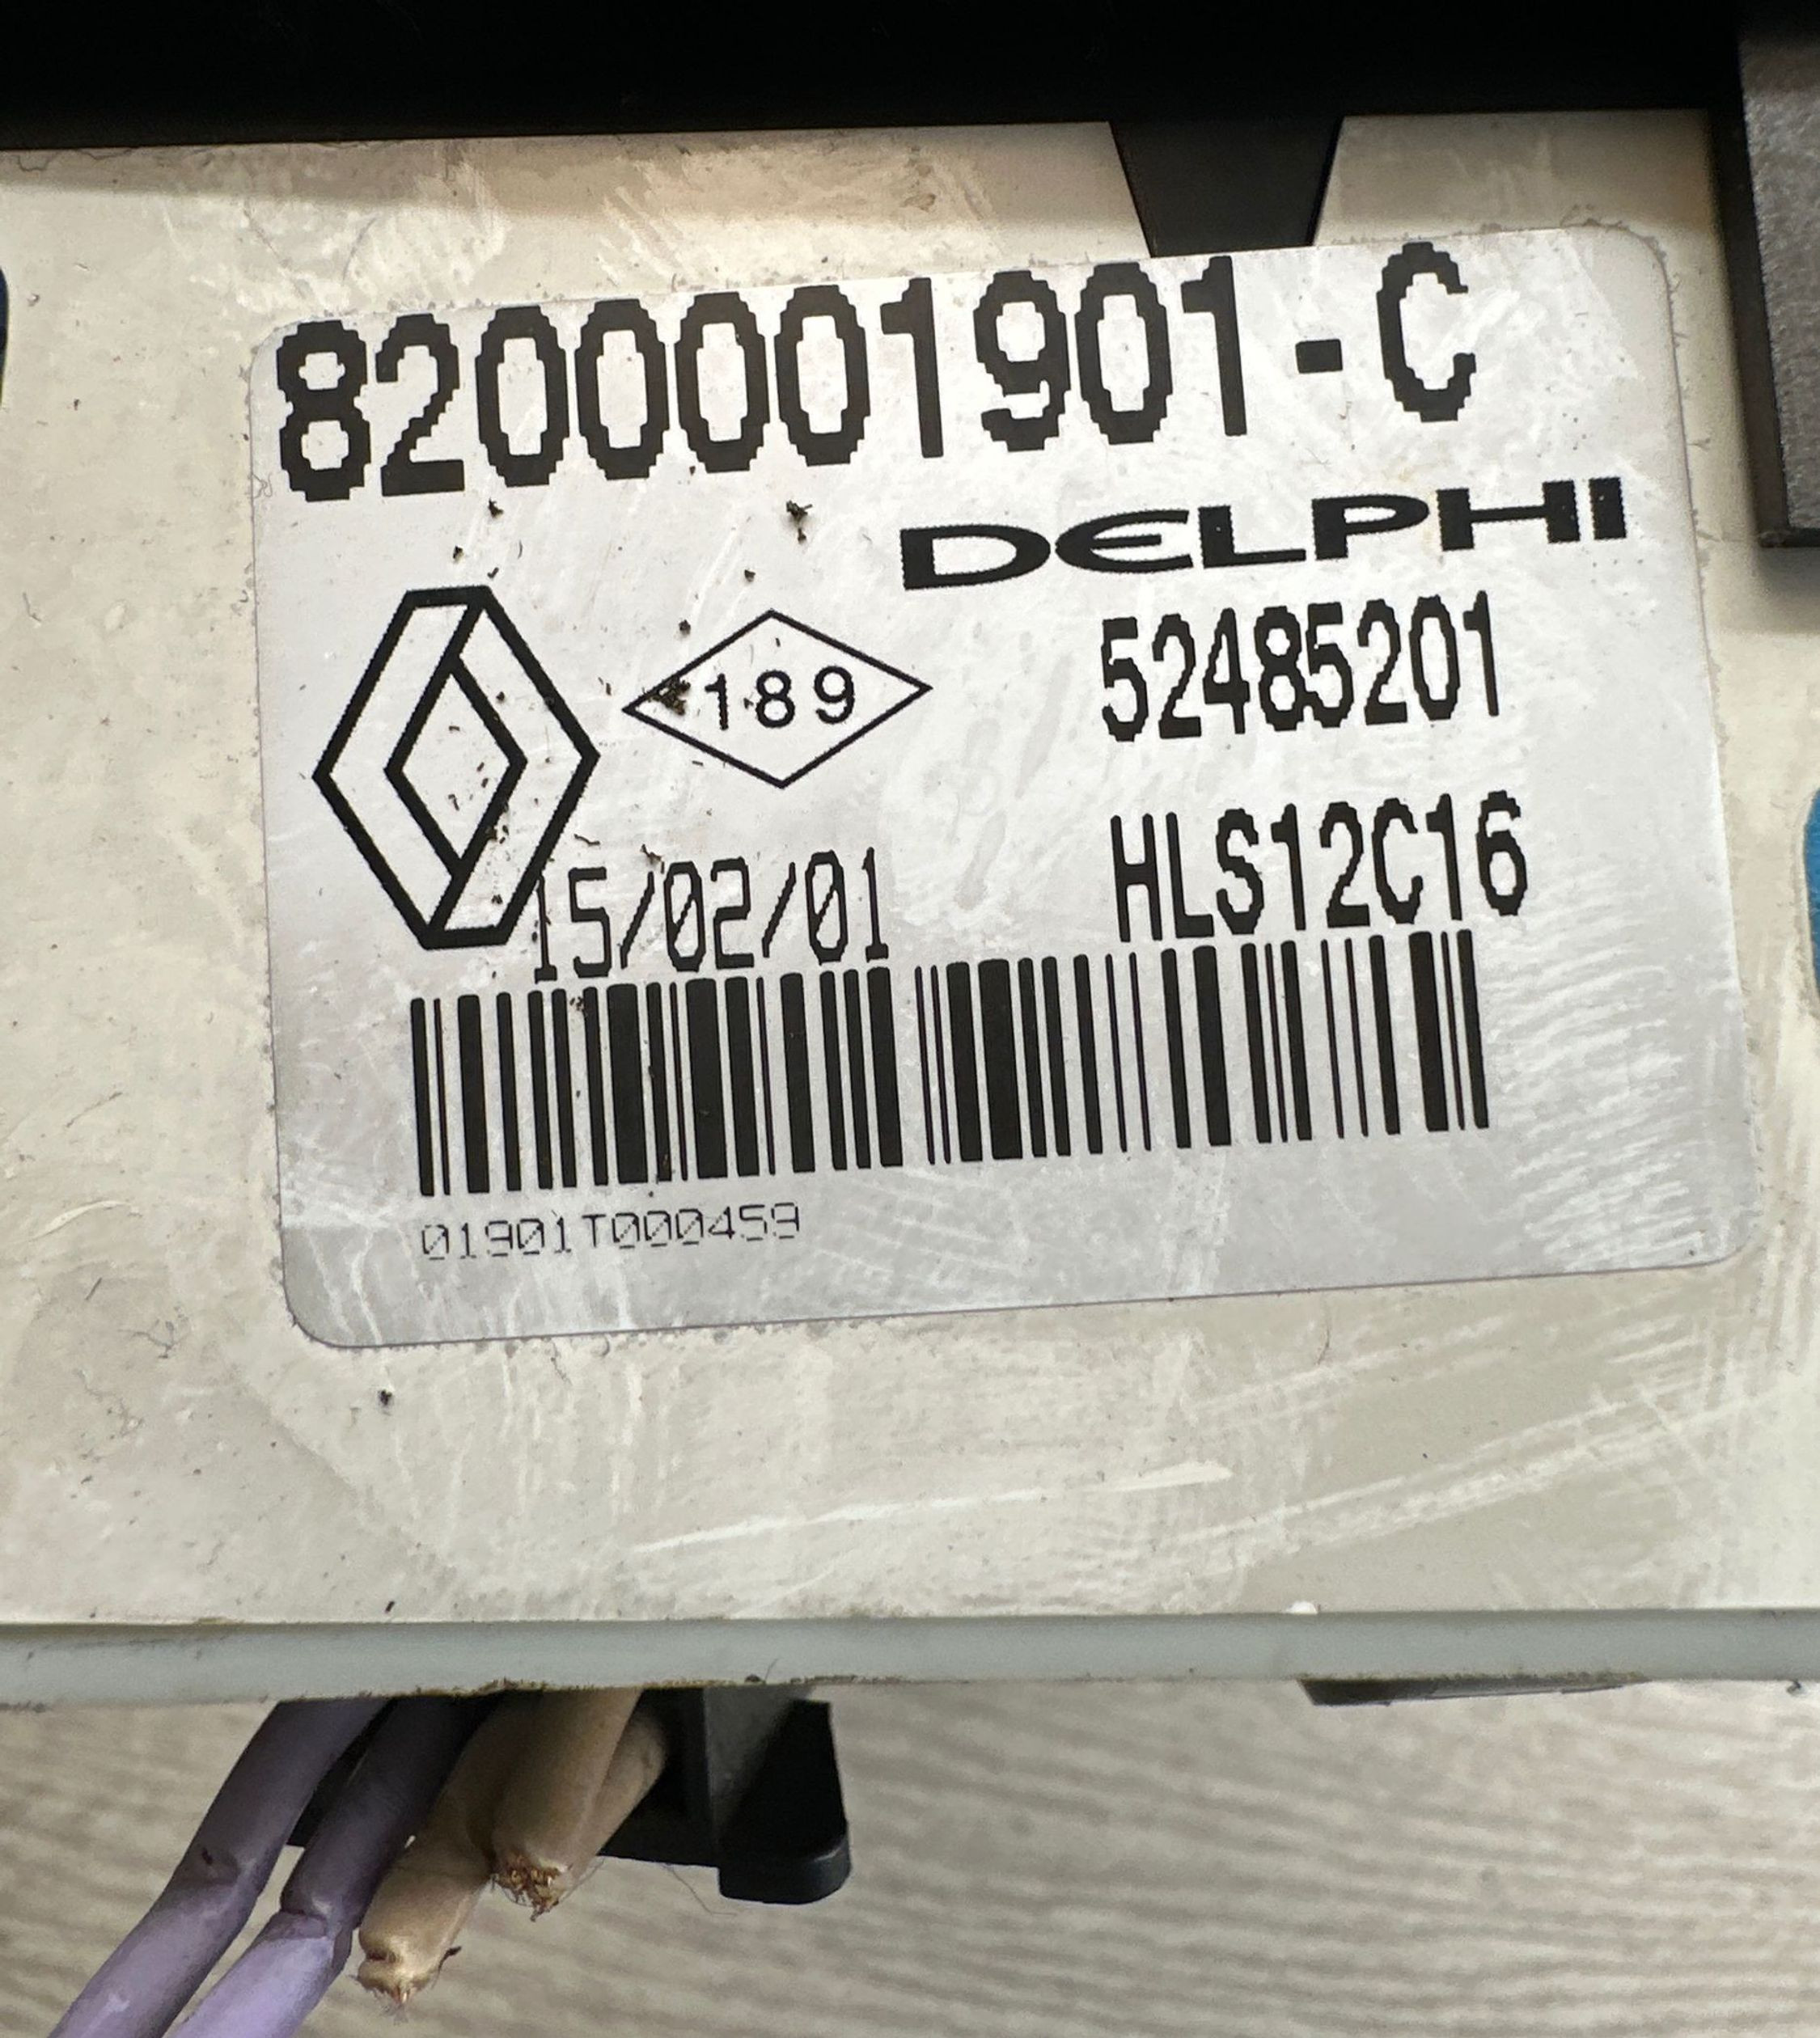 8200001901-C
DELPHI
189
52485201
15/02/01
HLS12C16
01901T000459